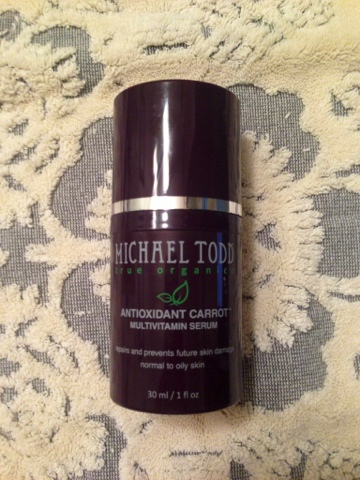 MICHAEL TODD
true organics
ANTIOXIDANT CARROT™
MULTIVITAMIN SERUM
repairs and prevents future skin damage
normal to oily skin
30 ml / 1 fl oz